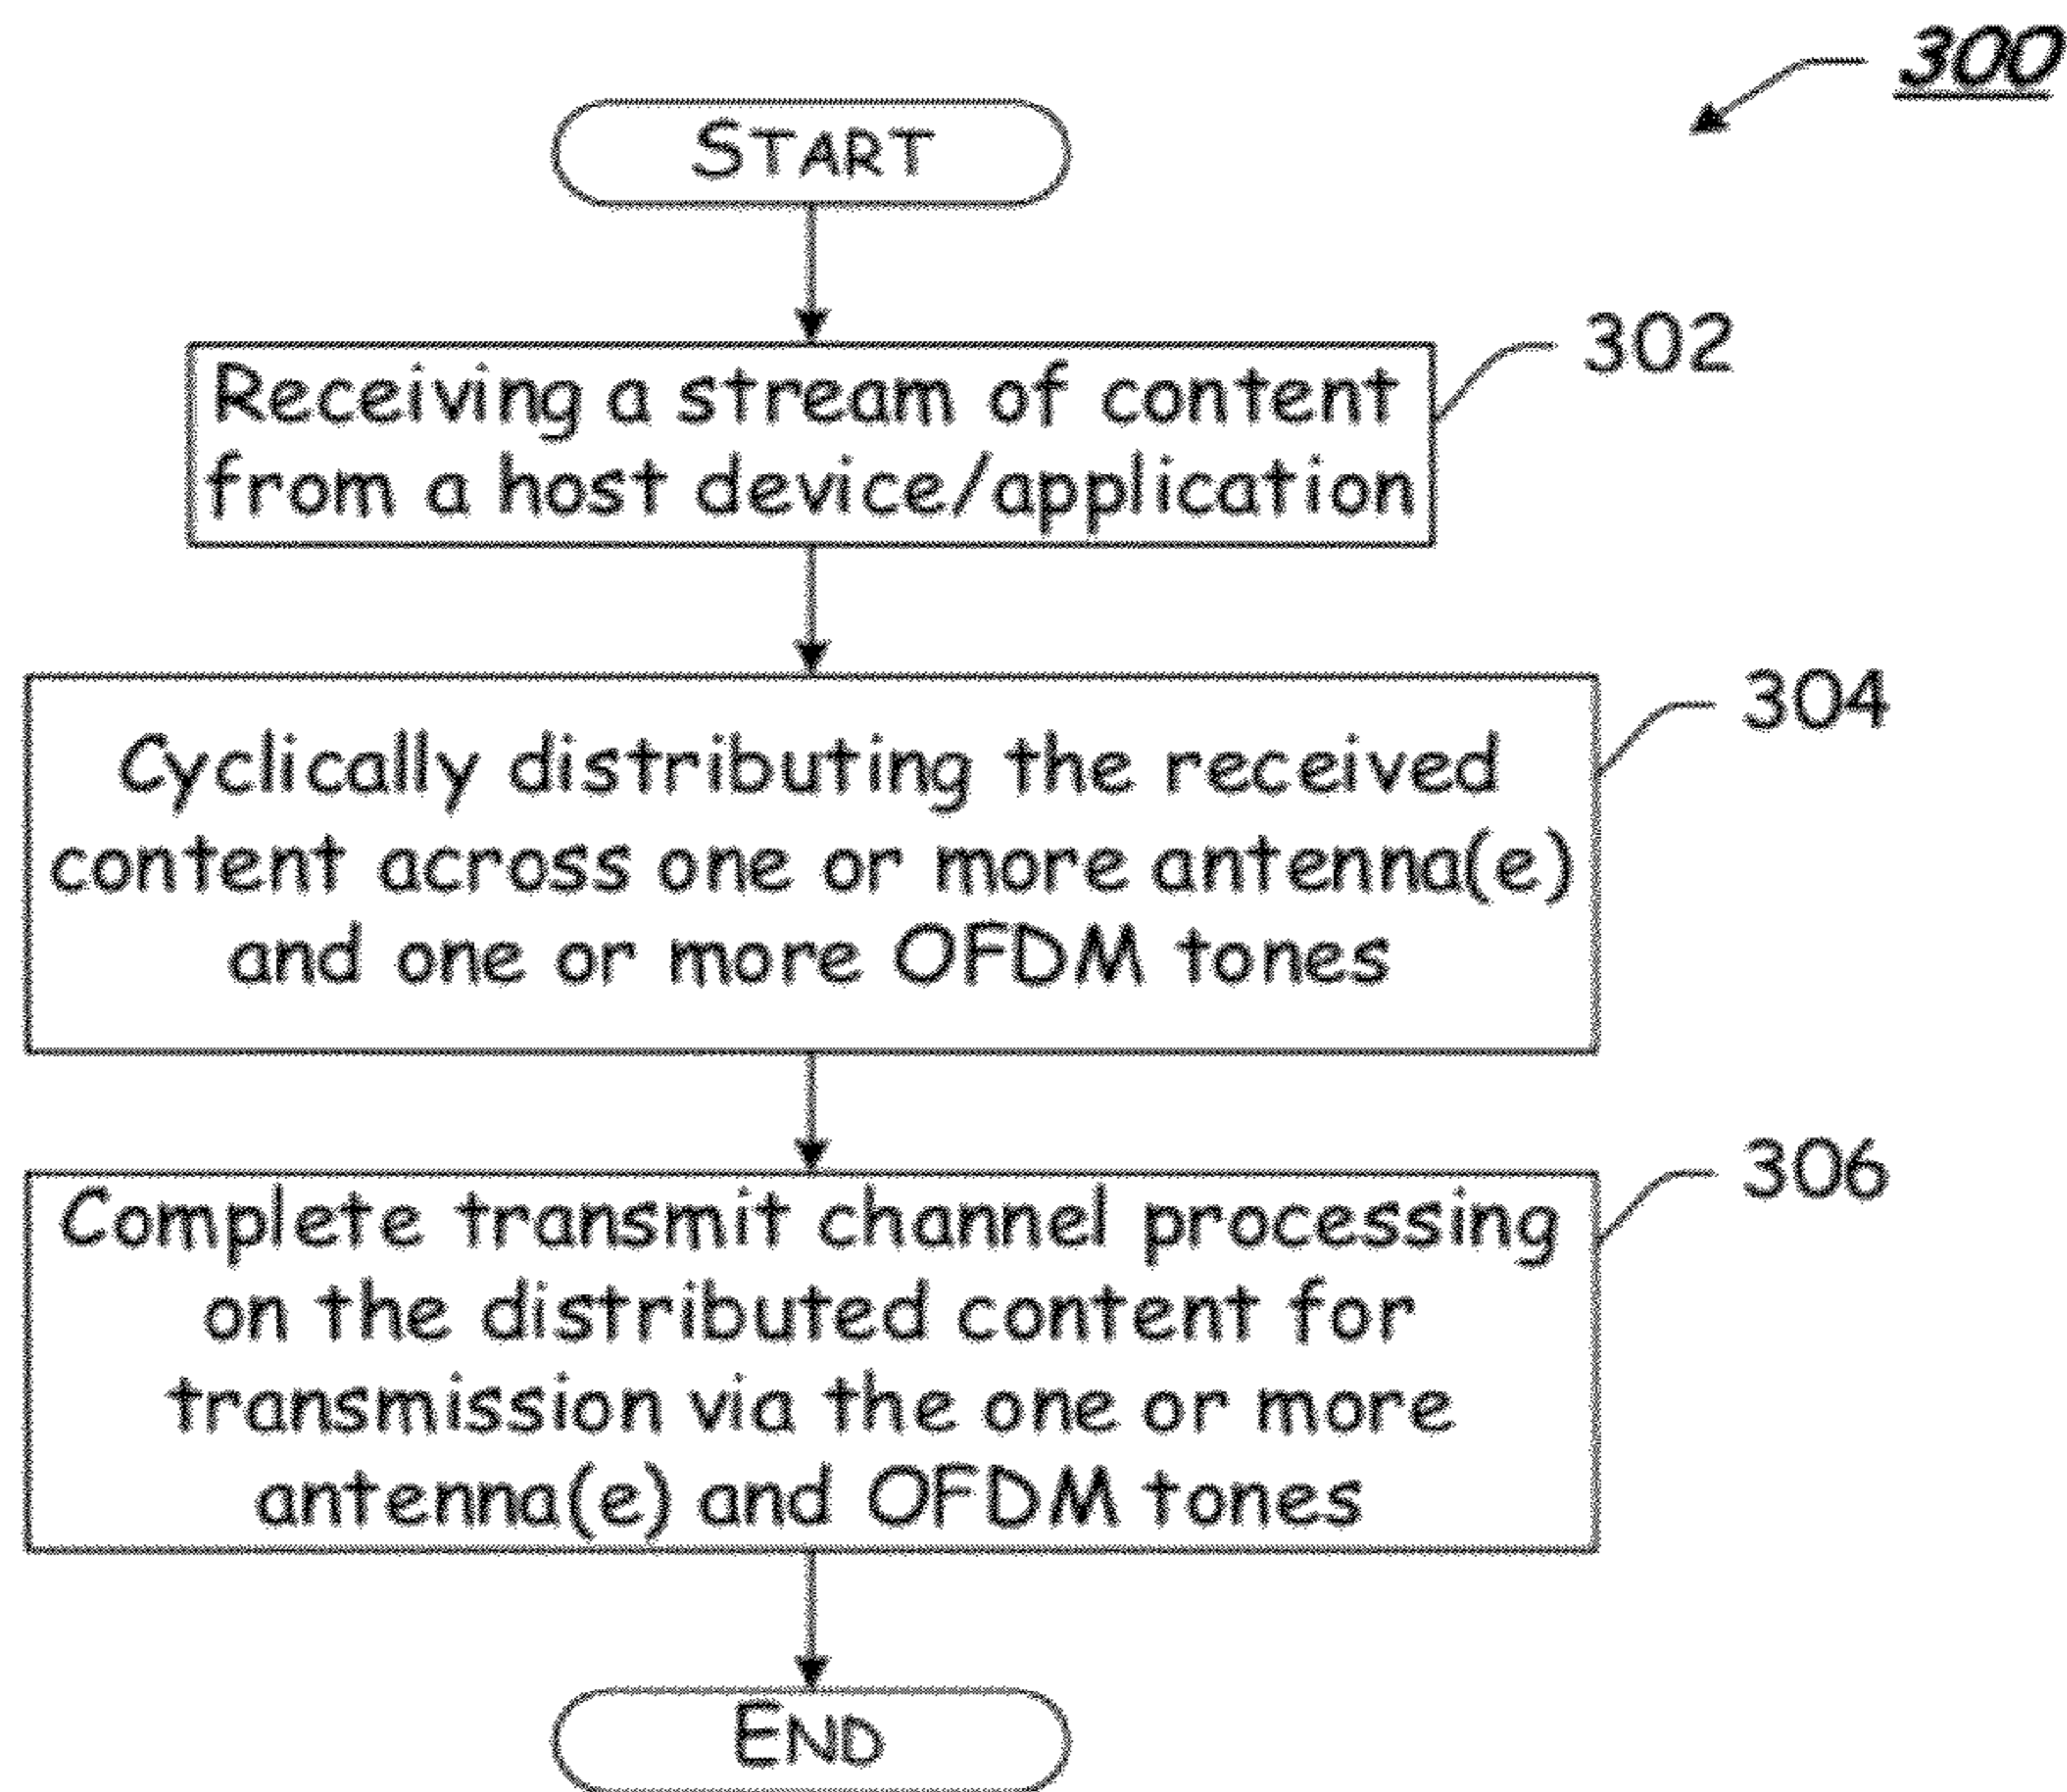 300
START
Receiving a stream of content
from a host device/application
302
Cyclically distributing the received
content across one or more antenna(e)
and one or more OFDM tones
304
Complete transmit channel processing
on the distributed content for
transmission via the one or more
antenna(e) and OFDM tones
306
END